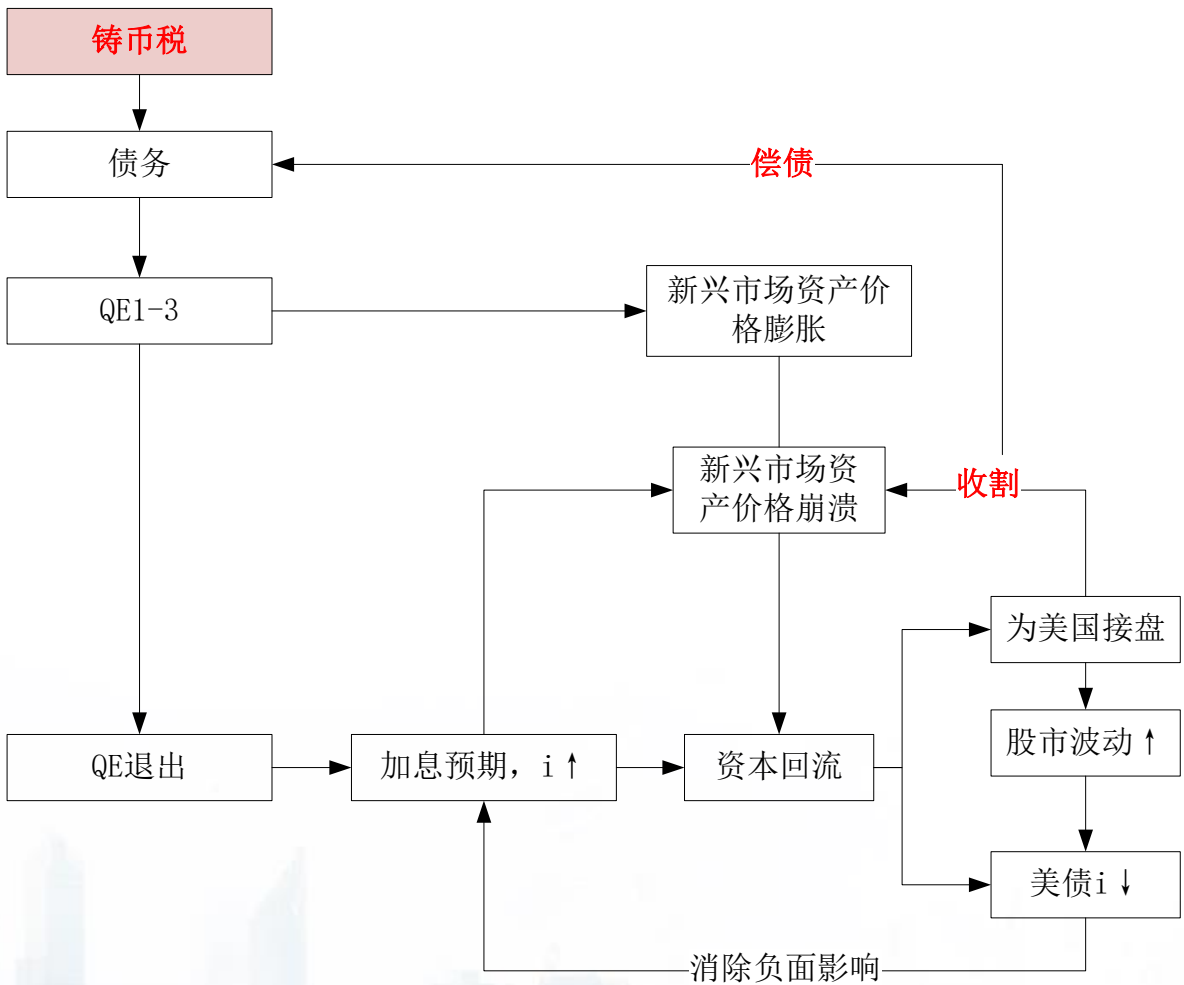 铸币税
债务
偿债
QE1-3
新兴市场资产价
格膨胀
新兴市场资
产价格崩溃
收割
为美国接盘
QE退出
加息预期，i↑
资本回流
股市波动↑
美债i↓
消除负面影响